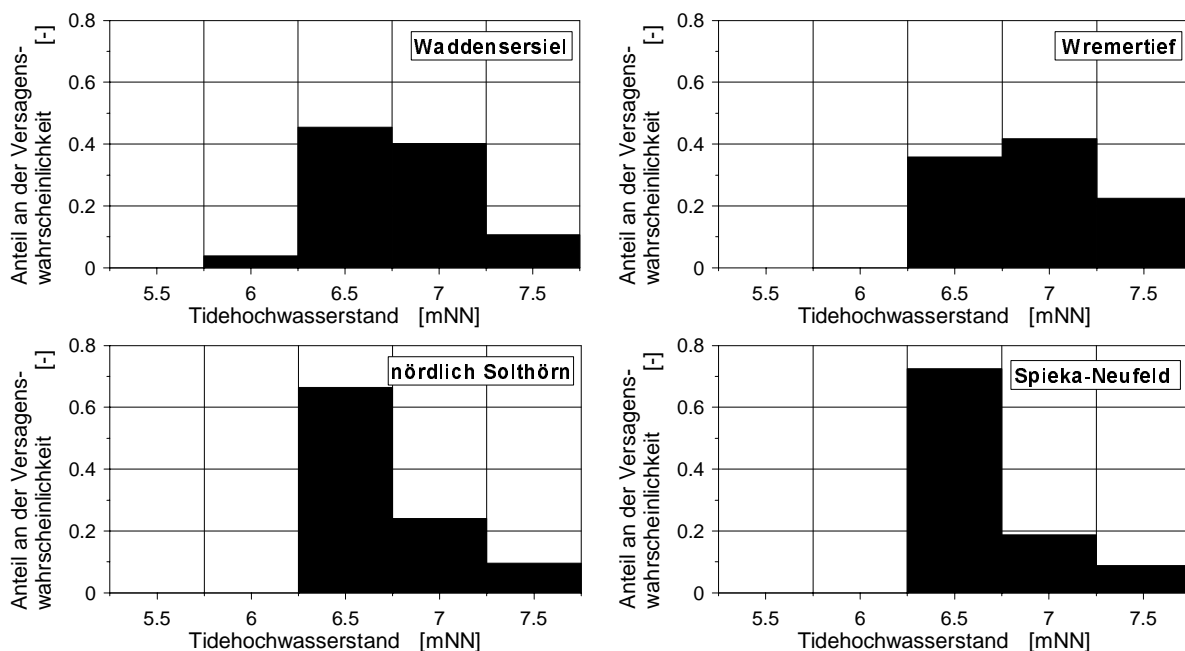 0.8
0.6
0.4
0.2
0
Anteil an der Versagens-
wahrscheinlichkeit [-]
Waddensersiel
5.5 6 6.5 7 7.5
Tidehochwasserstand [mNN]
0.8
0.6
0.4
0.2
0
Anteil an der Versagens-
wahrscheinlichkeit [-]
Wremertief
5.5 6 6.5 7 7.5
Tidehochwasserstand [mNN]
0.8
0.6
0.4
0.2
0
Anteil an der Versagens-
wahrscheinlichkeit [-]
nördlich Solthörn
5.5 6 6.5 7 7.5
Tidehochwasserstand [mNN]
0.8
0.6
0.4
0.2
0
Anteil an der Versagens-
wahrscheinlichkeit [-]
Spieka-Neufeld
5.5 6 6.5 7 7.5
Tidehochwasserstand [mNN]